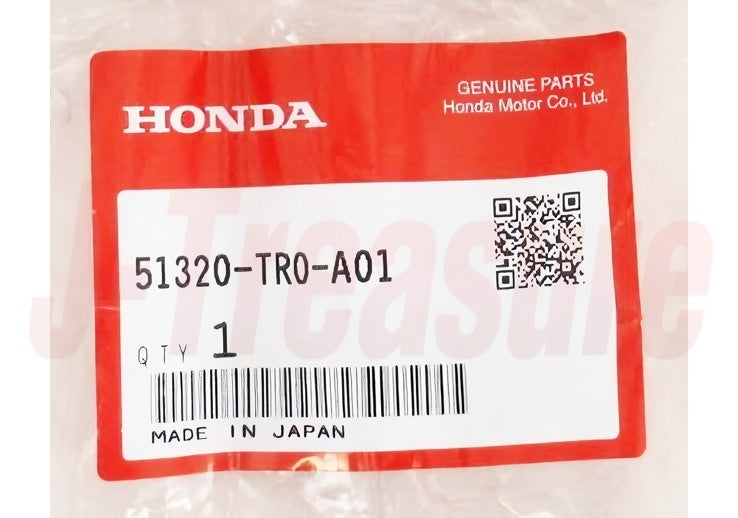 HONDA
GENUINE PARTS
Honda Motor Co., Ltd.
51320-TR0-A01
QTY 1
MADE IN JAPAN
J-Treasure